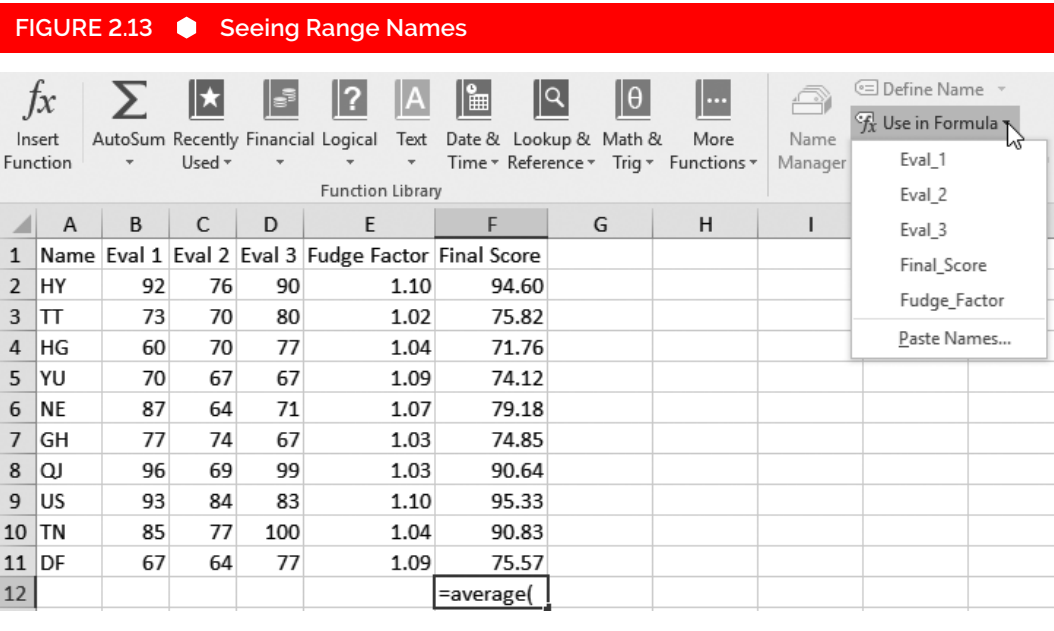 FIGURE 2.13 Seeing Range Names
fx ? A θ ...
Insert Function
AutoSum
Recently Used
Financial
Logical
Text
Date & Time
Lookup & Reference
Math & Trig
More Functions
Function Library
Name Manager
Define Name
fx Use in Formula
Eval_1
Eval_2
Eval_3
Final_Score
Fudge_Factor
Paste Names...
A B C D E F G H I
1 Name Eval 1 Eval 2 Eval 3 Fudge Factor Final Score
2 HY 92 76 90 1.10 94.60
3 TT 73 70 80 1.02 75.82
4 HG 60 70 77 1.04 71.76
5 YU 70 67 67 1.09 74.12
6 NE 87 64 71 1.07 79.18
7 GH 77 74 67 1.03 74.85
8 QJ 96 69 99 1.03 90.64
9 US 93 84 83 1.10 95.33
10 TN 85 77 100 1.04 90.83
11 DF 67 64 77 1.09 75.57
12 =average(